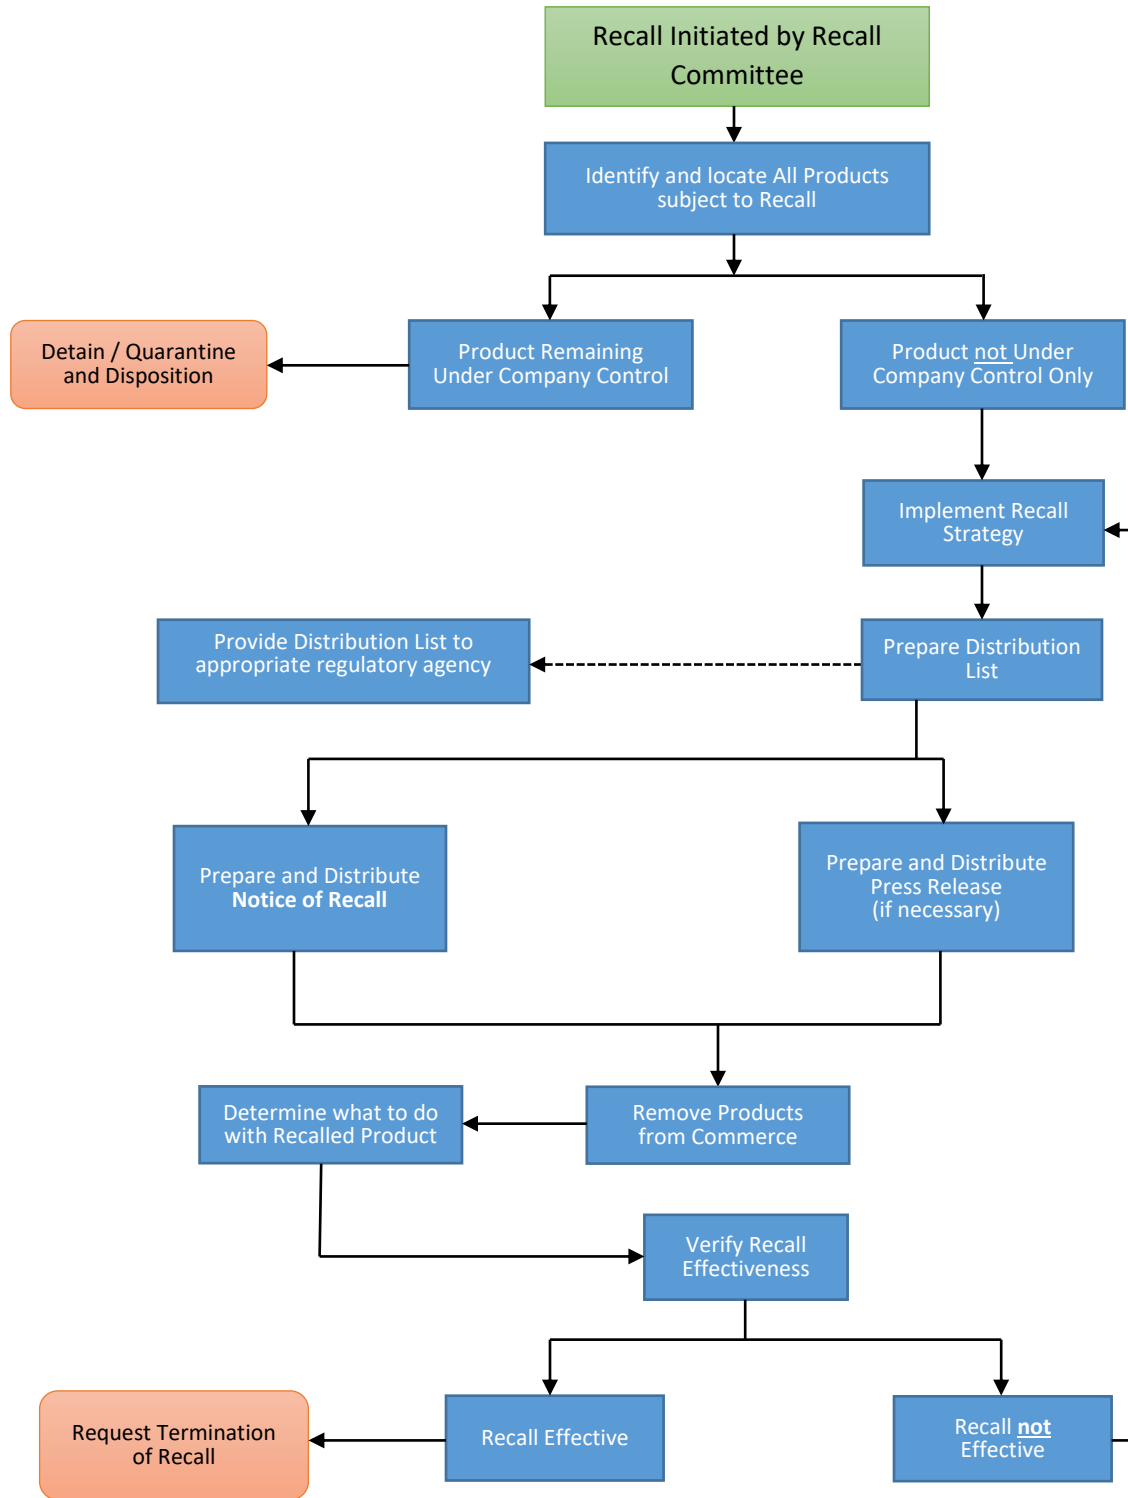 Recall Initiated by Recall
Committee
Identify and locate All Products
subject to Recall
Detain / Quarantine
and Disposition
Product Remaining
Under Company Control
Product not Under
Company Control Only
Implement Recall
Strategy
Provide Distribution List to
appropriate regulatory agency
Prepare Distribution
List
Prepare and Distribute
Notice of Recall
Prepare and Distribute
Press Release
(if necessary)
Determine what to do
with Recalled Product
Remove Products
from Commerce
Verify Recall
Effectiveness
Request Termination
of Recall
Recall Effective
Recall not
Effective